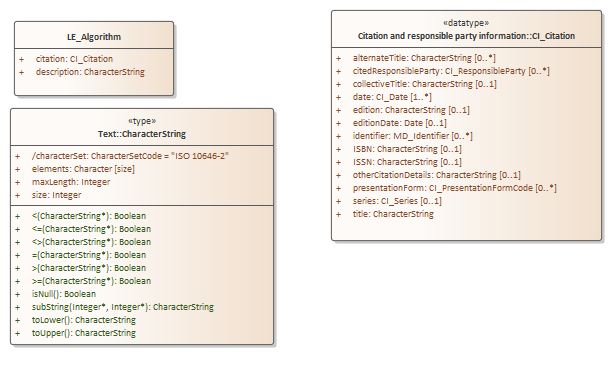 LE_Algorithm
+ citation: CI_Citation
+ description: CharacterString
«type»
Text::CharacterString
+ /characterSet: CharacterSetCode = "ISO 10646-2"
+ elements: Character [size]
+ maxLength: Integer
+ size: Integer
+ <(CharacterString*): Boolean
+ <=(CharacterString*): Boolean
+ <>(CharacterString*): Boolean
+ =(CharacterString*): Boolean
+ >(CharacterString*): Boolean
+ >=(CharacterString*): Boolean
+ isNull(): Boolean
+ subString(Integer*, Integer*): CharacterString
+ toLower(): CharacterString
+ toUpper(): CharacterString
«datatype»
Citation and responsible party information::CI_Citation
+ alternateTitle: CharacterString [0..*]
+ citedResponsibleParty: CI_ResponsibleParty [0..*]
+ collectiveTitle: CharacterString [0..1]
+ date: CI_Date [1..*]
+ edition: CharacterString [0..1]
+ editionDate: Date [0..1]
+ identifier: MD_Identifier [0..*]
+ ISBN: CharacterString [0..1]
+ ISSN: CharacterString [0..1]
+ otherCitationDetails: CharacterString [0..1]
+ presentationForm: CI_PresentationFormCode [0..*]
+ series: CI_Series [0..1]
+ title: CharacterString